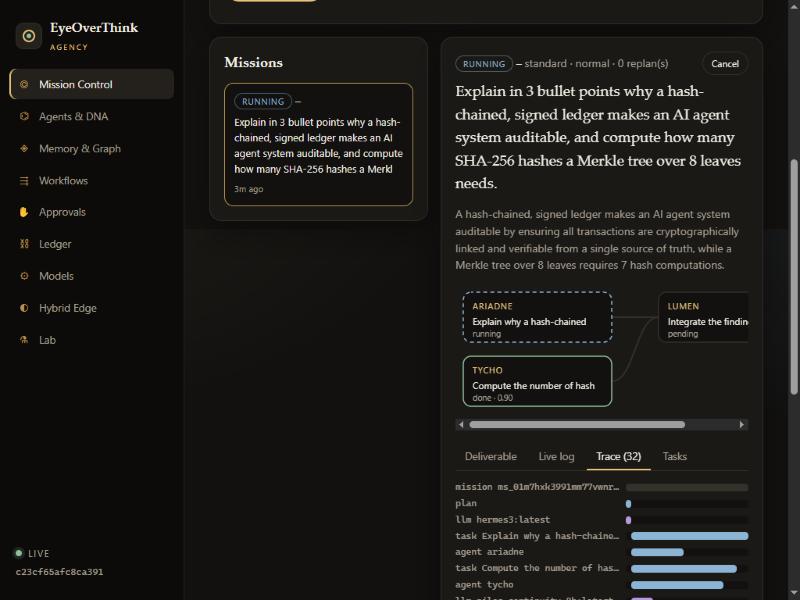 EyeOverThink
AGENCY
Mission Control
Agents & DNA
Memory & Graph
Workflows
Approvals
Ledger
Models
Hybrid Edge
Lab
LIVE
c23cf65afc8ca391
Missions
RUNNING –
Explain in 3 bullet points why a hash-
chained, signed ledger makes an AI
agent system auditable, and compute
how many SHA-256 hashes a Merkl
3m ago
RUNNING – standard · normal · 0 replan(s)
Cancel
Explain in 3 bullet points why a hash-
chained, signed ledger makes an AI agent
system auditable, and compute how many
SHA-256 hashes a Merkle tree over 8 leaves
needs.
A hash-chained, signed ledger makes an AI agent system
auditable by ensuring all transactions are cryptographically
linked and verifiable from a single source of truth, while a
Merkle tree over 8 leaves requires 7 hash computations.
ARIADNE
Explain why a hash-chained
running
LUMEN
Integrate the findin
pending
TYCHO
Compute the number of hash
done · 0.90
Deliverable
Live log
Trace (32)
Tasks
mission ms_01m7hxk3991mm77vwnr…
plan
llm hermes3:latest
task Explain why a hash-chaine…
agent ariadne
task Compute the number of has…
agent tycho